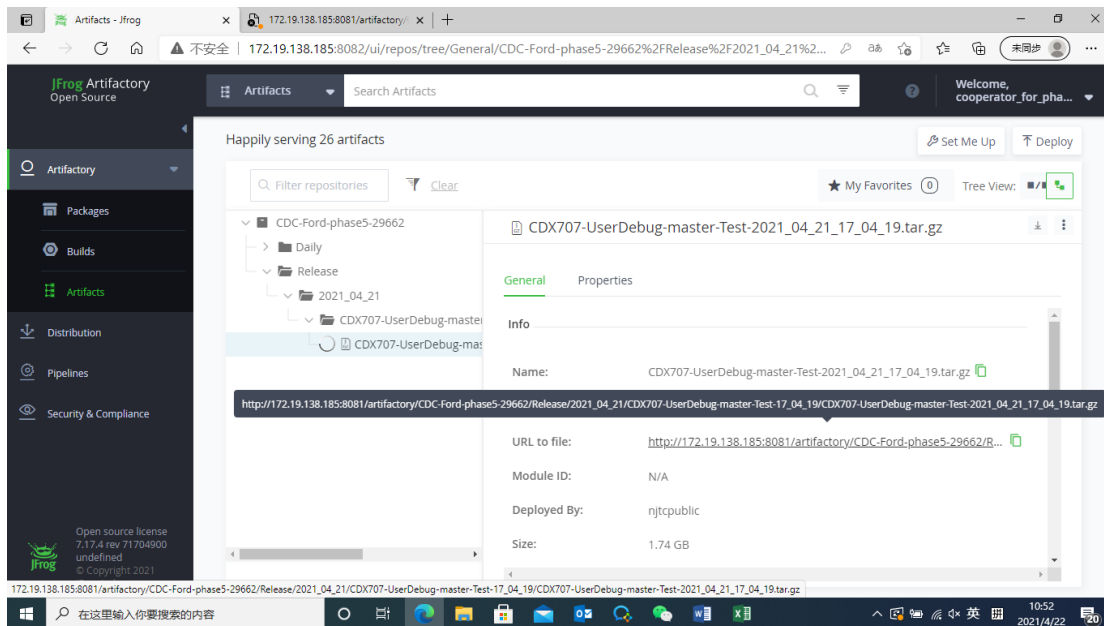 Artifacts - Jfrog
172.19.138.185:8081/artifactory/
不安全 | 172.19.138.185:8082/ui/repos/tree/General/CDC-Ford-phase5-29662%2FRelease%2F2021_04_21%2...
aあ
未同步
JFrog Artifactory
Open Source
Artifacts
Search Artifacts
Welcome,
cooperator_for_pha...
Happily serving 26 artifacts
Set Me Up
Deploy
Artifactory
Packages
Builds
Artifacts
Distribution
Pipelines
Security & Compliance
Filter repositories
Clear
My Favorites 0
Tree View:
CDC-Ford-phase5-29662
Daily
Release
2021_04_21
CDX707-UserDebug-master
CDX707-UserDebug-mas
CDX707-UserDebug-master-Test-2021_04_21_17_04_19.tar.gz
General
Properties
Info
Name: CDX707-UserDebug-master-Test-2021_04_21_17_04_19.tar.gz
http://172.19.138.185:8081/artifactory/CDC-Ford-phase5-29662/Release/2021_04_21/CDX707-UserDebug-master-Test-17_04_19/CDX707-UserDebug-master-Test-2021_04_21_17_04_19.tar.gz
URL to file: http://172.19.138.185:8081/artifactory/CDC-Ford-phase5-29662/R...
Module ID: N/A
Deployed By: njtcpublic
Size: 1.74 GB
JFrog
Open source license
7.17.4 rev 71704900
undefined
© Copyright 2021
172.19.138.185:8081/artifactory/CDC-Ford-phase5-29662/Release/2021_04_21/CDX707-UserDebug-master-Test-17_04_19/CDX707-UserDebug-master-Test-2021_04_21_17_04_19.tar.gz
在这里输入你要搜索的内容
英
10:52
2021/4/22
20